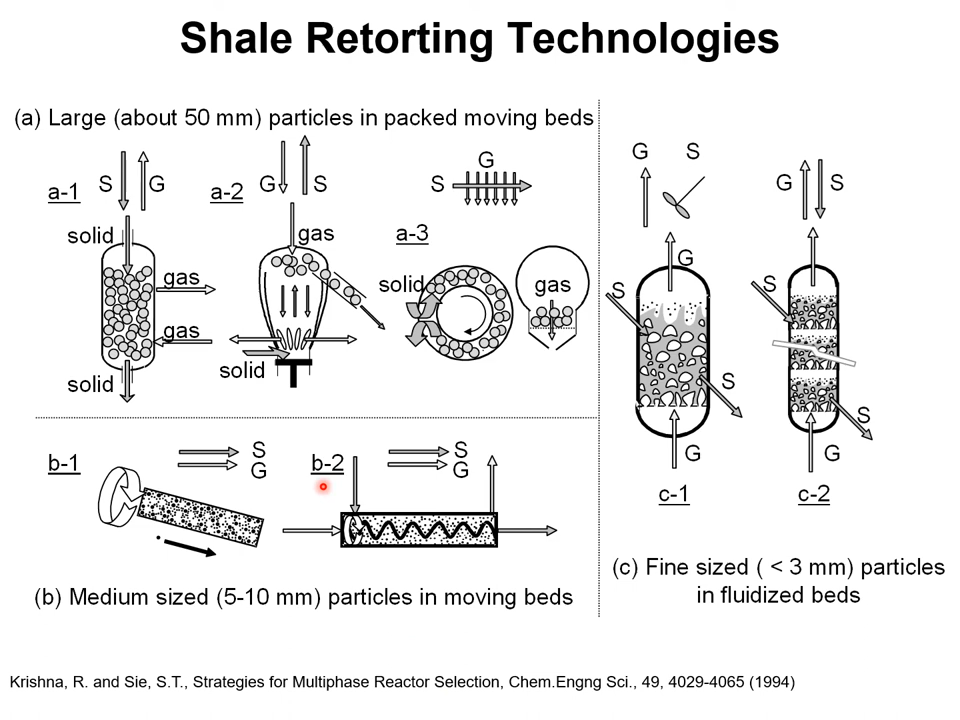 Shale Retorting Technologies
(a) Large (about 50 mm) particles in packed moving beds
a-1
S
G
solid
gas
gas
solid
a-2
G
S
gas
solid
a-3
G
S
solid
gas
b-1
S
G
b-2
S
G
(b) Medium sized (5-10 mm) particles in moving beds
G
S
G
S
S
G
c-1
G
S
S
S
G
c-2
(c) Fine sized ( < 3 mm) particles
in fluidized beds
Krishna, R. and Sie, S.T., Strategies for Multiphase Reactor Selection, Chem.Engng Sci., 49, 4029-4065 (1994)